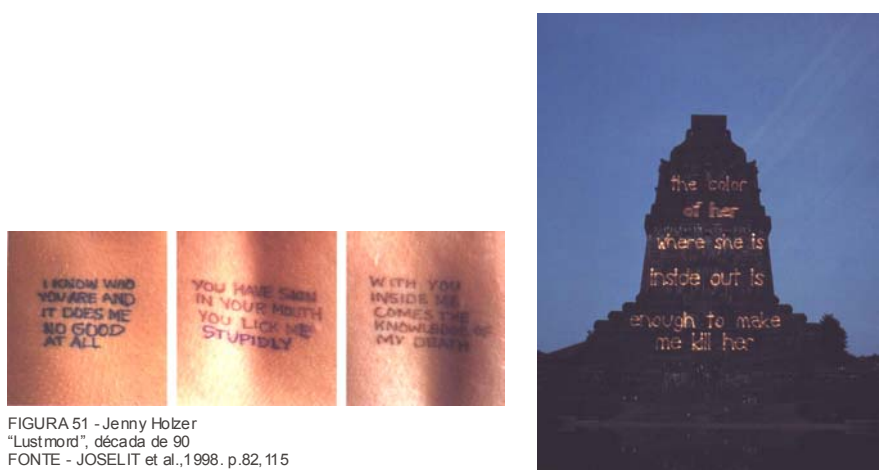 I KNOW WHO
YOU ARE AND
IT DOES ME
NO GOOD
AT ALL
YOU HAVE SKIN
IN YOUR MOUTH
YOU LICK ME
STUPIDLY
WITH YOU
INSIDE ME
COMES THE
KNOWLEDGE OF
MY DEATH
the color
of her
where she is
inside out is
enough to make
me kill her
FIGURA 51 - Jenny Holzer
“Lustmord”, década de 90
FONTE - JOSELIT et al.,1998. p.82,115